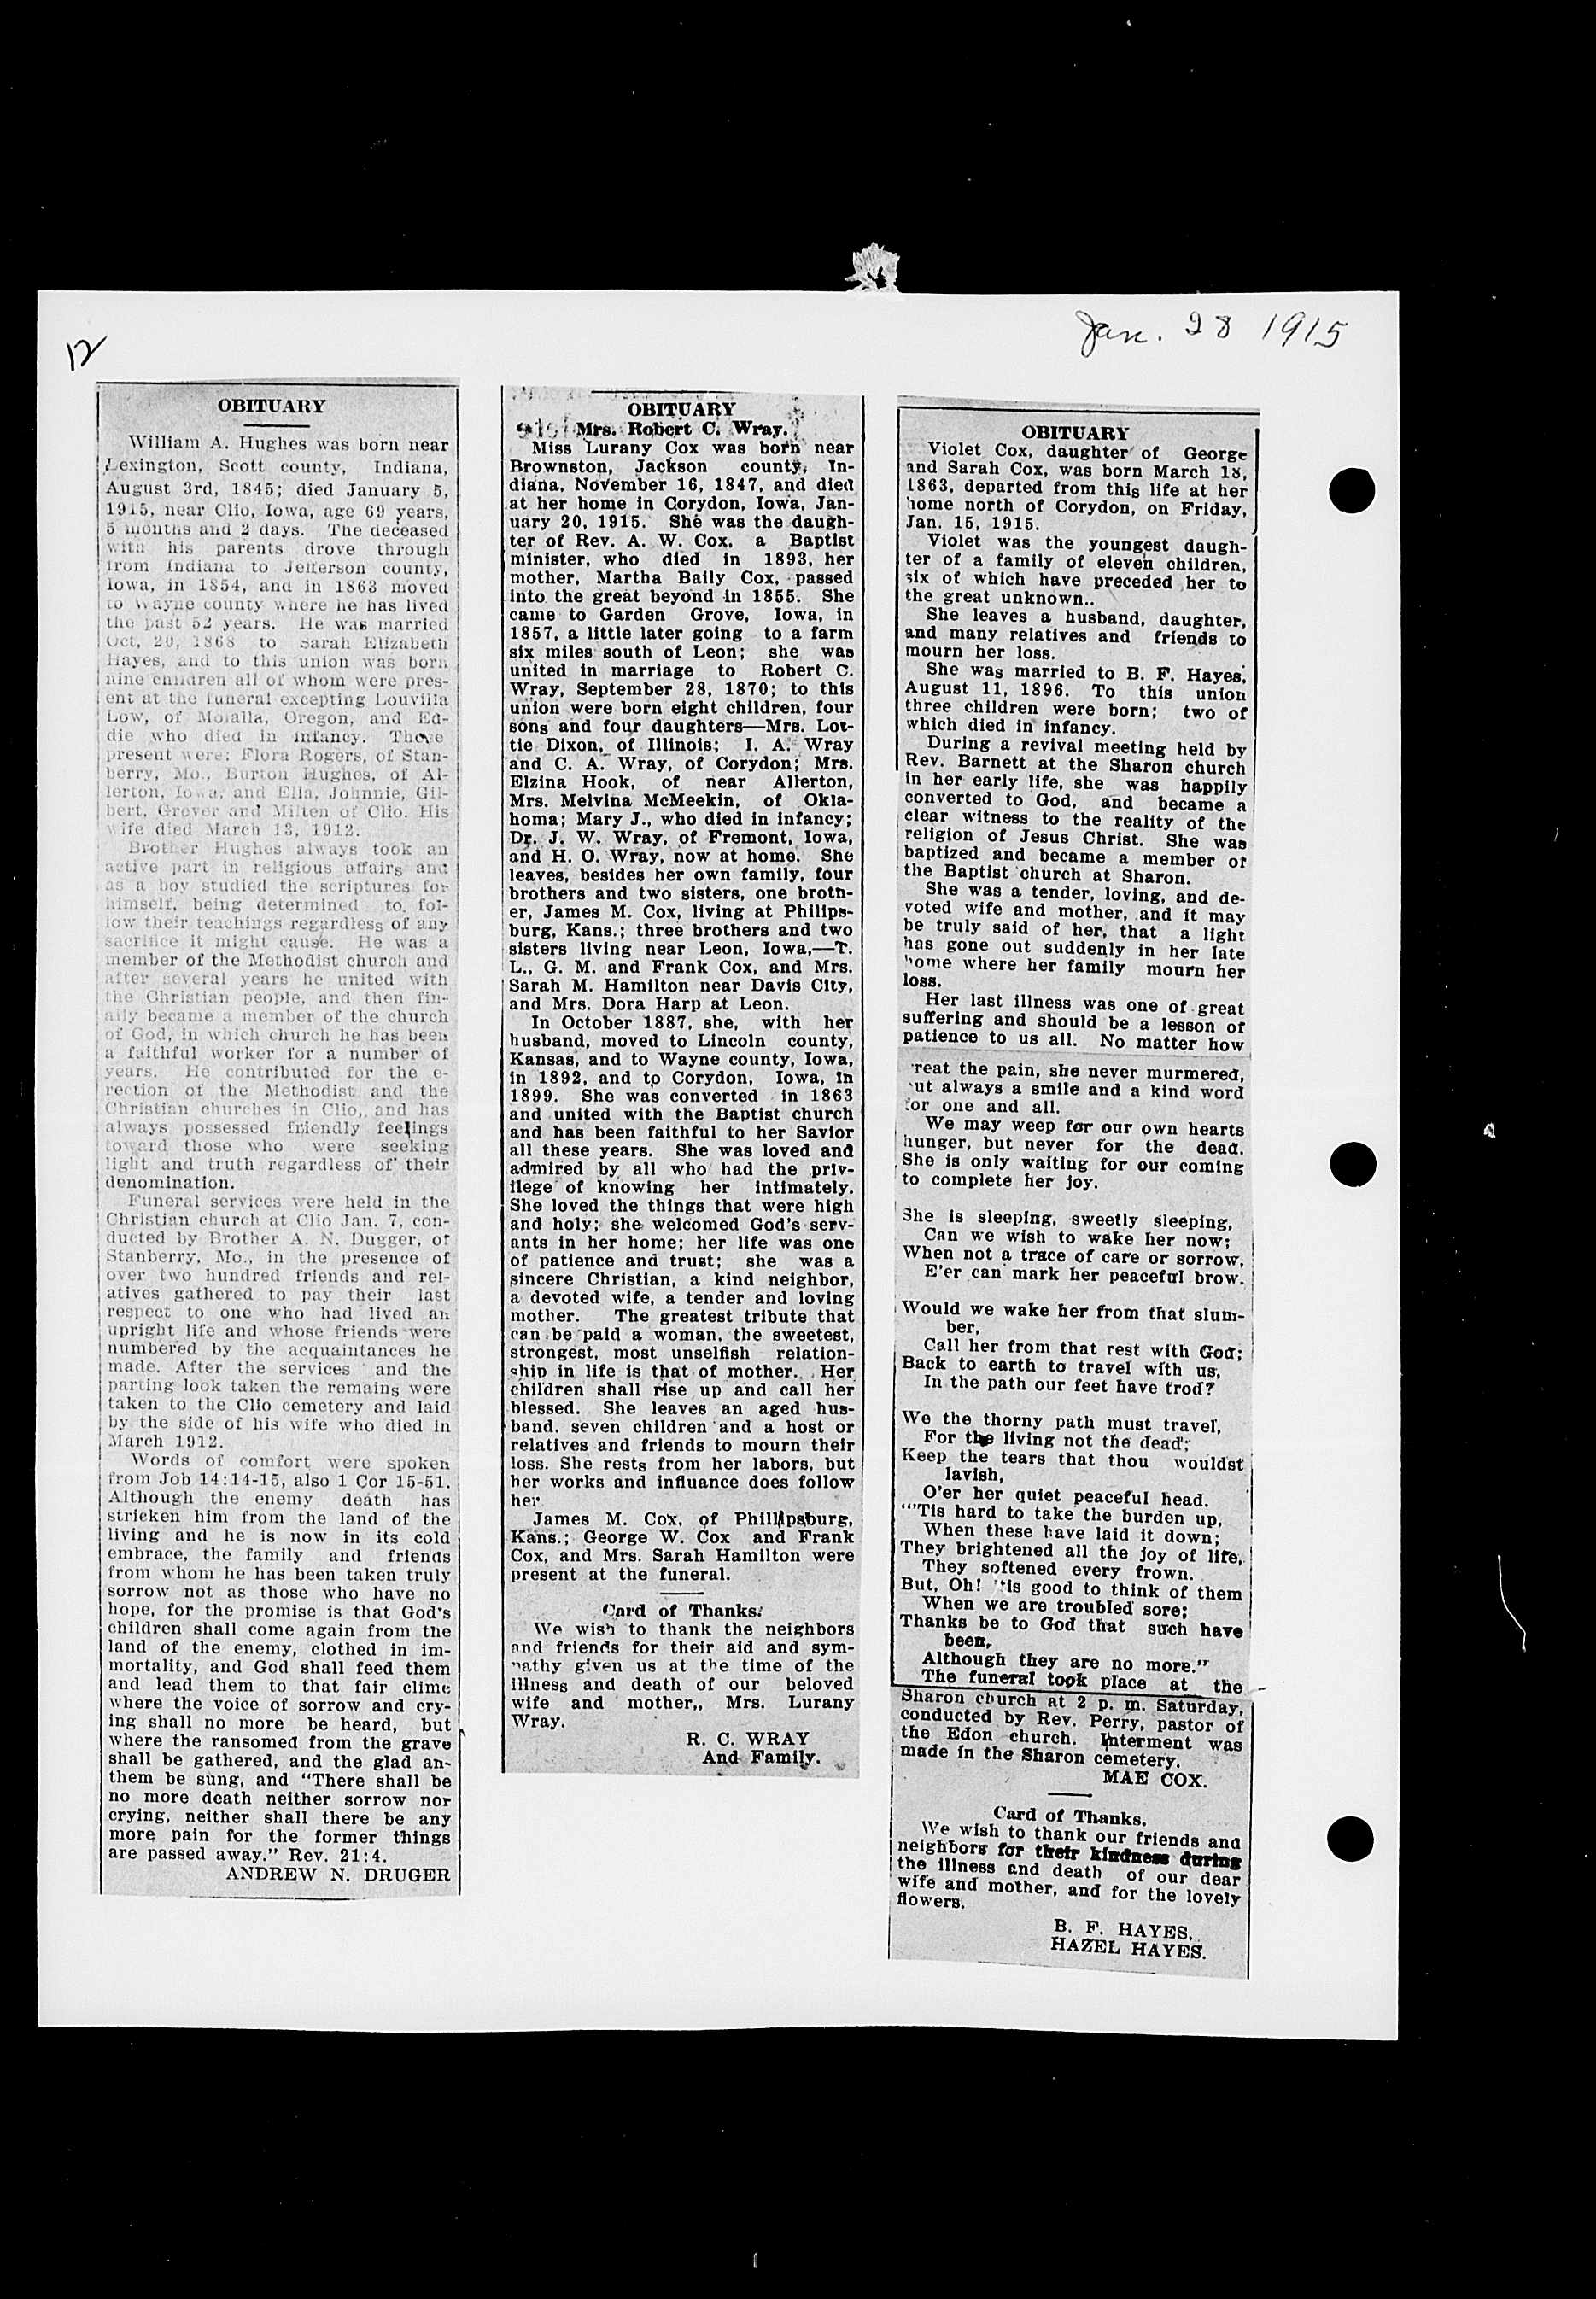 12
Jan. 28 1915
OBITUARY
William A. Hughes was born near
Lexington, Scott county, Indiana,
August 3rd, 1845; died January 5,
1915, near Clio, Iowa, age 69 years,
5 months and 2 days. The deceased
with his parents drove through
from Indiana to Jefferson county,
Iowa, in 1854, and in 1863 moved
to Wayne county where he has lived
the past 52 years. He was married
Oct, 20, 1868 to Sarah Elizabeth
Hayes, and to this union was born
nine children all of whom were pres-
ent at the funeral excepting Louvilla
Low, of Molalla, Oregon, and Ed-
die who died in infancy. Those
present were: Flora Rogers, of Stan-
berry, Mo., Burton Hughes, of Al-
lerton, Iowa, and Ella, Johnnie, Gil-
bert, Grover and Milten of Clio. His
wife died March 13, 1912.
Brother Hughes always took an
active part in religious affairs and
as a boy studied the scriptures for
himself, being determined to fol-
low their teachings regardless of any
sacrifice it might cause. He was a
member of the Methodist church and
after several years he united with
the Christian people, and then fin-
ally became a member of the church
of God, in which church he has been
a faithful worker for a number of
years. He contributed for the e-
rection of the Methodist and the
Christian churches in Clio, and has
always possessed friendly feelings
toward those who were seeking
light and truth regardless of their
denomination.
Funeral services were held in the
Christian church at Clio Jan. 7, con-
ducted by Brother A. N. Dugger, of
Stanberry, Mo., in the presence of
over two hundred friends and rel-
atives gathered to pay their last
respect to one who had lived an
upright life and whose friends were
numbered by the acquaintances he
made. After the services and the
parting look taken the remains were
taken to the Clio cemetery and laid
by the side of his wife who died in
March 1912.
Words of comfort were spoken
from Job 14:14-15, also 1 Cor 15-51.
Although the enemy death has
stricken him from the land of the
living and he is now in its cold
embrace, the family and friends
from whom he has been taken truly
sorrow not as those who have no
hope, for the promise is that God's
children shall come again from the
land of the enemy, clothed in im-
mortality, and God shall feed them
and lead them to that fair clime
where the voice of sorrow and cry-
ing shall no more be heard, but
where the ransomed from the grave
shall be gathered, and the glad an-
them be sung, and "There shall be
no more death neither sorrow nor
crying, neither shall there be any
more pain for the former things
are passed away." Rev. 21:4.
ANDREW N. DRUGER
OBITUARY
Mrs. Robert C. Wray.
Miss Lurany Cox was born near
Brownston, Jackson county, In-
diana, November 16, 1847, and died
at her home in Corydon, Iowa, Jan-
uary 20, 1915. She was the daugh-
ter of Rev. A. W. Cox, a Baptist
minister, who died in 1893, her
mother, Martha Baily Cox, passed
into the great beyond in 1855. She
came to Garden Grove, Iowa, in
1857, a little later going to a farm
six miles south of Leon; she was
united in marriage to Robert C.
Wray, September 28, 1870; to this
union were born eight children, four
sons and four daughters—Mrs. Lot-
tie Dixon, of Illinois; I. A. Wray
and C. A. Wray, of Corydon; Mrs.
Elzina Hook, of near Allerton,
Mrs. Melvina McMeekin, of Okla-
homa; Mary J., who died in infancy;
Dr. J. W. Wray, of Fremont, Iowa,
and H. O. Wray, now at home. She
leaves, besides her own family, four
brothers and two sisters, one broth-
er, James M. Cox, living at Philips-
burg, Kans.; three brothers and two
sisters living near Leon, Iowa,—T.
L., G. M. and Frank Cox, and Mrs.
Sarah M. Hamilton near Davis City,
and Mrs. Dora Harp at Leon.
In October 1887, she, with her
husband, moved to Lincoln county,
Kansas, and to Wayne county, Iowa,
in 1892, and to Corydon, Iowa, in
1899. She was converted in 1863
and united with the Baptist church
and has been faithful to her Savior
all these years. She was loved and
admired by all who had the priv-
ilege of knowing her intimately.
She loved the things that were high
and holy; she welcomed God's serv-
ants in her home; her life was one
of patience and trust; she was a
sincere Christian, a kind neighbor,
a devoted wife, a tender and loving
mother. The greatest tribute that
can be paid a woman, the sweetest,
strongest, most unselfish relation-
ship in life is that of mother. Her
children shall rise up and call her
blessed. She leaves an aged hus-
band, seven children and a host or
relatives and friends to mourn their
loss. She rests from her labors, but
her works and influance does follow
her
James M. Cox, of Phillipsburg,
Kans.; George W. Cox and Frank
Cox, and Mrs. Sarah Hamilton were
present at the funeral.
Card of Thanks.
We wish to thank the neighbors
and friends for their aid and sym-
pathy given us at the time of the
illness and death of our beloved
wife and mother,, Mrs. Lurany
Wray.
R. C. WRAY
And Family.
OBITUARY
Violet Cox, daughter of George
and Sarah Cox, was born March 18,
1863, departed from this life at her
home north of Corydon, on Friday,
Jan. 15, 1915.
Violet was the youngest daugh-
ter of a family of eleven children,
six of which have preceded her to
the great unknown..
She leaves a husband, daughter,
and many relatives and friends to
mourn her loss.
She was married to B. F. Hayes,
August 11, 1896. To this union
three children were born; two of
which died in infancy.
During a revival meeting held by
Rev. Barnett at the Sharon church
in her early life, she was happily
converted to God, and became a
clear witness to the reality of the
religion of Jesus Christ. She was
baptized and became a member of
the Baptist church at Sharon.
She was a tender, loving, and de-
voted wife and mother, and it may
be truly said of her, that a light
has gone out suddenly in her late
home where her family mourn her
loss.
Her last illness was one of great
suffering and should be a lesson of
patience to us all. No matter how
reat the pain, she never murmered,
ut always a smile and a kind word
for one and all.
We may weep for our own hearts
hunger, but never for the dead.
She is only waiting for our coming
to complete her joy.
She is sleeping, sweetly sleeping,
Can we wish to wake her now;
When not a trace of care or sorrow,
E'er can mark her peaceful brow.
Would we wake her from that slum-
ber,
Call her from that rest with God;
Back to earth to travel with us,
In the path our feet have trod?
We the thorny path must travel,
For the living not the dead;
Keep the tears that thou wouldst
lavish,
O'er her quiet peaceful head.
"'Tis hard to take the burden up,
When these have laid it down;
They brightened all the joy of life,
They softened every frown.
But, Oh! 'tis good to think of them
When we are troubled sore;
Thanks be to God that such have
been,
Although they are no more."
The funeral took place at the
Sharon church at 2 p. m. Saturday,
conducted by Rev. Perry, pastor of
the Edon church. Interment was
made in the Sharon cemetery.
MAE COX.
Card of Thanks.
We wish to thank our friends and
neighbors for their kindness during
the illness and death of our dear
wife and mother, and for the lovely
flowers.
B. F. HAYES,
HAZEL HAYES.